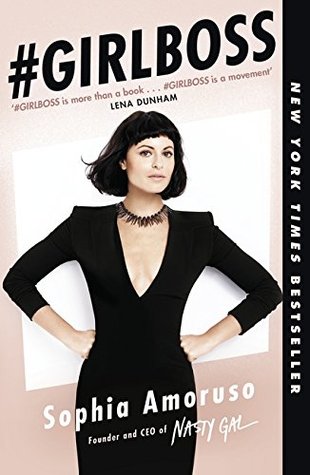 #GIRLBOSS
‘#GIRLBOSS is more than a book . . . #GIRLBOSS is a movement’
LENA DUNHAM
NEW YORK TIMES BESTSELLER
Sophia Amoruso
Founder and CEO of NASTY GAL